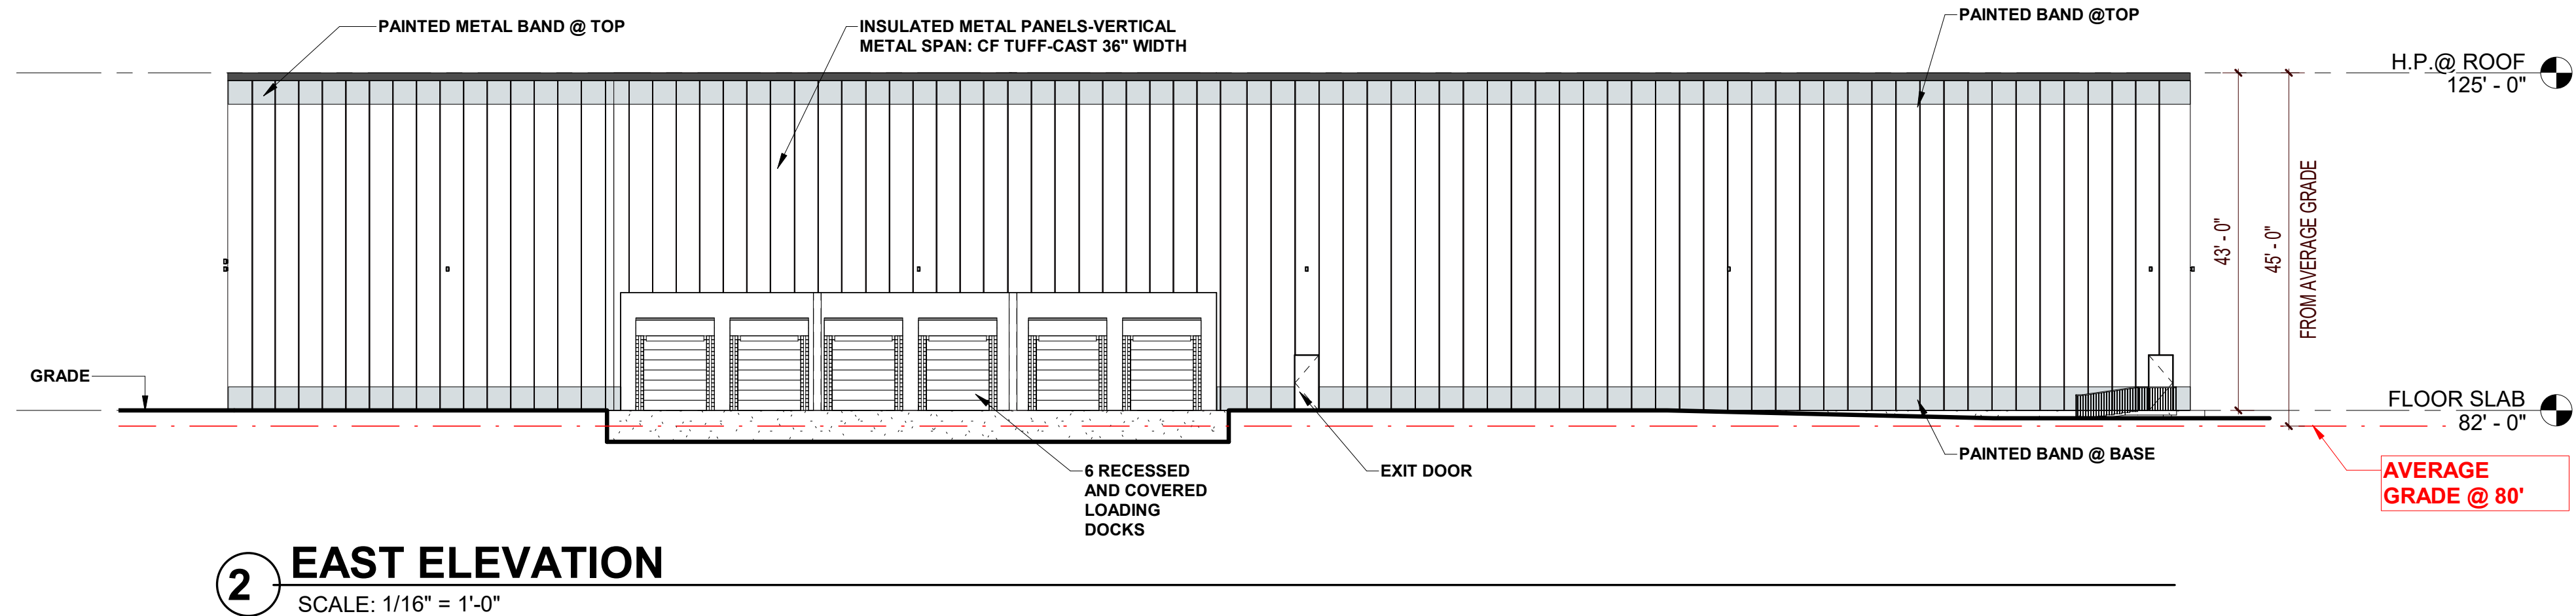 PAINTED METAL BAND @ TOP
INSULATED METAL PANELS-VERTICAL
METAL SPAN: CF TUFF-CAST 36" WIDTH
PAINTED BAND @TOP
H.P.@ ROOF
125' - 0"
43' - 0"
45' - 0"
FROM AVERAGE GRADE
GRADE
FLOOR SLAB
82' - 0"
6 RECESSED
AND COVERED
LOADING
DOCKS
EXIT DOOR
PAINTED BAND @ BASE
AVERAGE
GRADE @ 80'
2
EAST ELEVATION
SCALE: 1/16" = 1'-0"